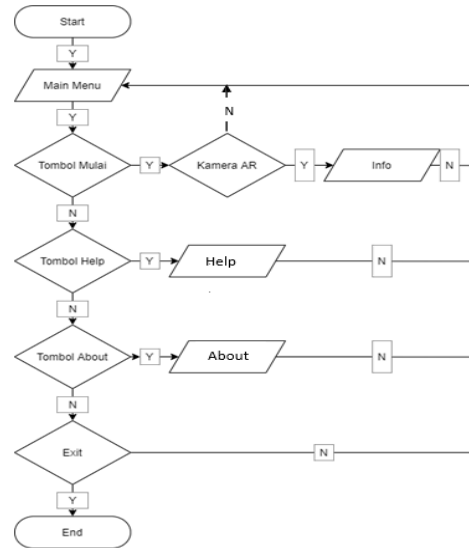 Start
Y
Main Menu
Y
N
Tombol Mulai
Y
Kamera AR
Y
Info
N
N
Tombol Help
Y
Help
N
N
Tombol About
Y
About
N
N
Exit
N
Y
End